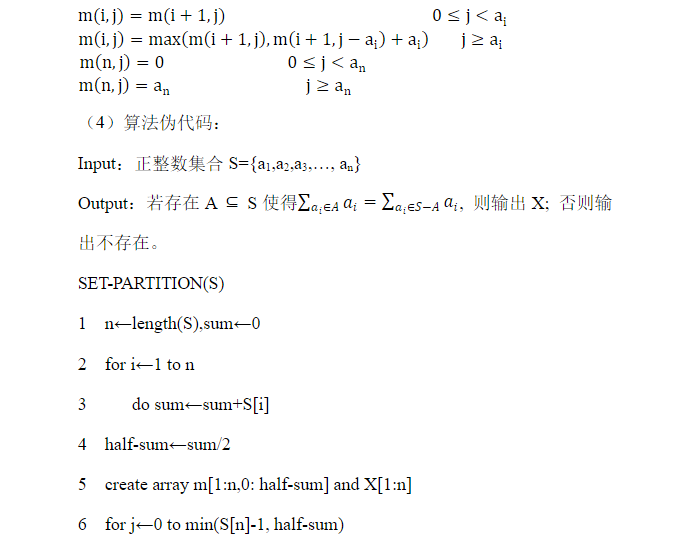 m(i, j) = m(i + 1, j) 0 ≤ j < aᵢ
m(i, j) = max(m(i + 1, j), m(i + 1, j − aᵢ) + aᵢ) j ≥ aᵢ
m(n, j) = 0 0 ≤ j < aₙ
m(n, j) = aₙ j ≥ aₙ
（4）算法伪代码：
Input：正整数集合 S={a₁,a₂,a₃,…, aₙ}
Output：若存在 A ⊆ S 使得∑_{aᵢ∈A} aᵢ = ∑_{aᵢ∈S−A} aᵢ, 则输出 X; 否则输
出不存在。
SET-PARTITION(S)
1 n←length(S),sum←0
2 for i←1 to n
3 do sum←sum+S[i]
4 half-sum←sum/2
5 create array m[1:n,0: half-sum] and X[1:n]
6 for j←0 to min(S[n]-1, half-sum)